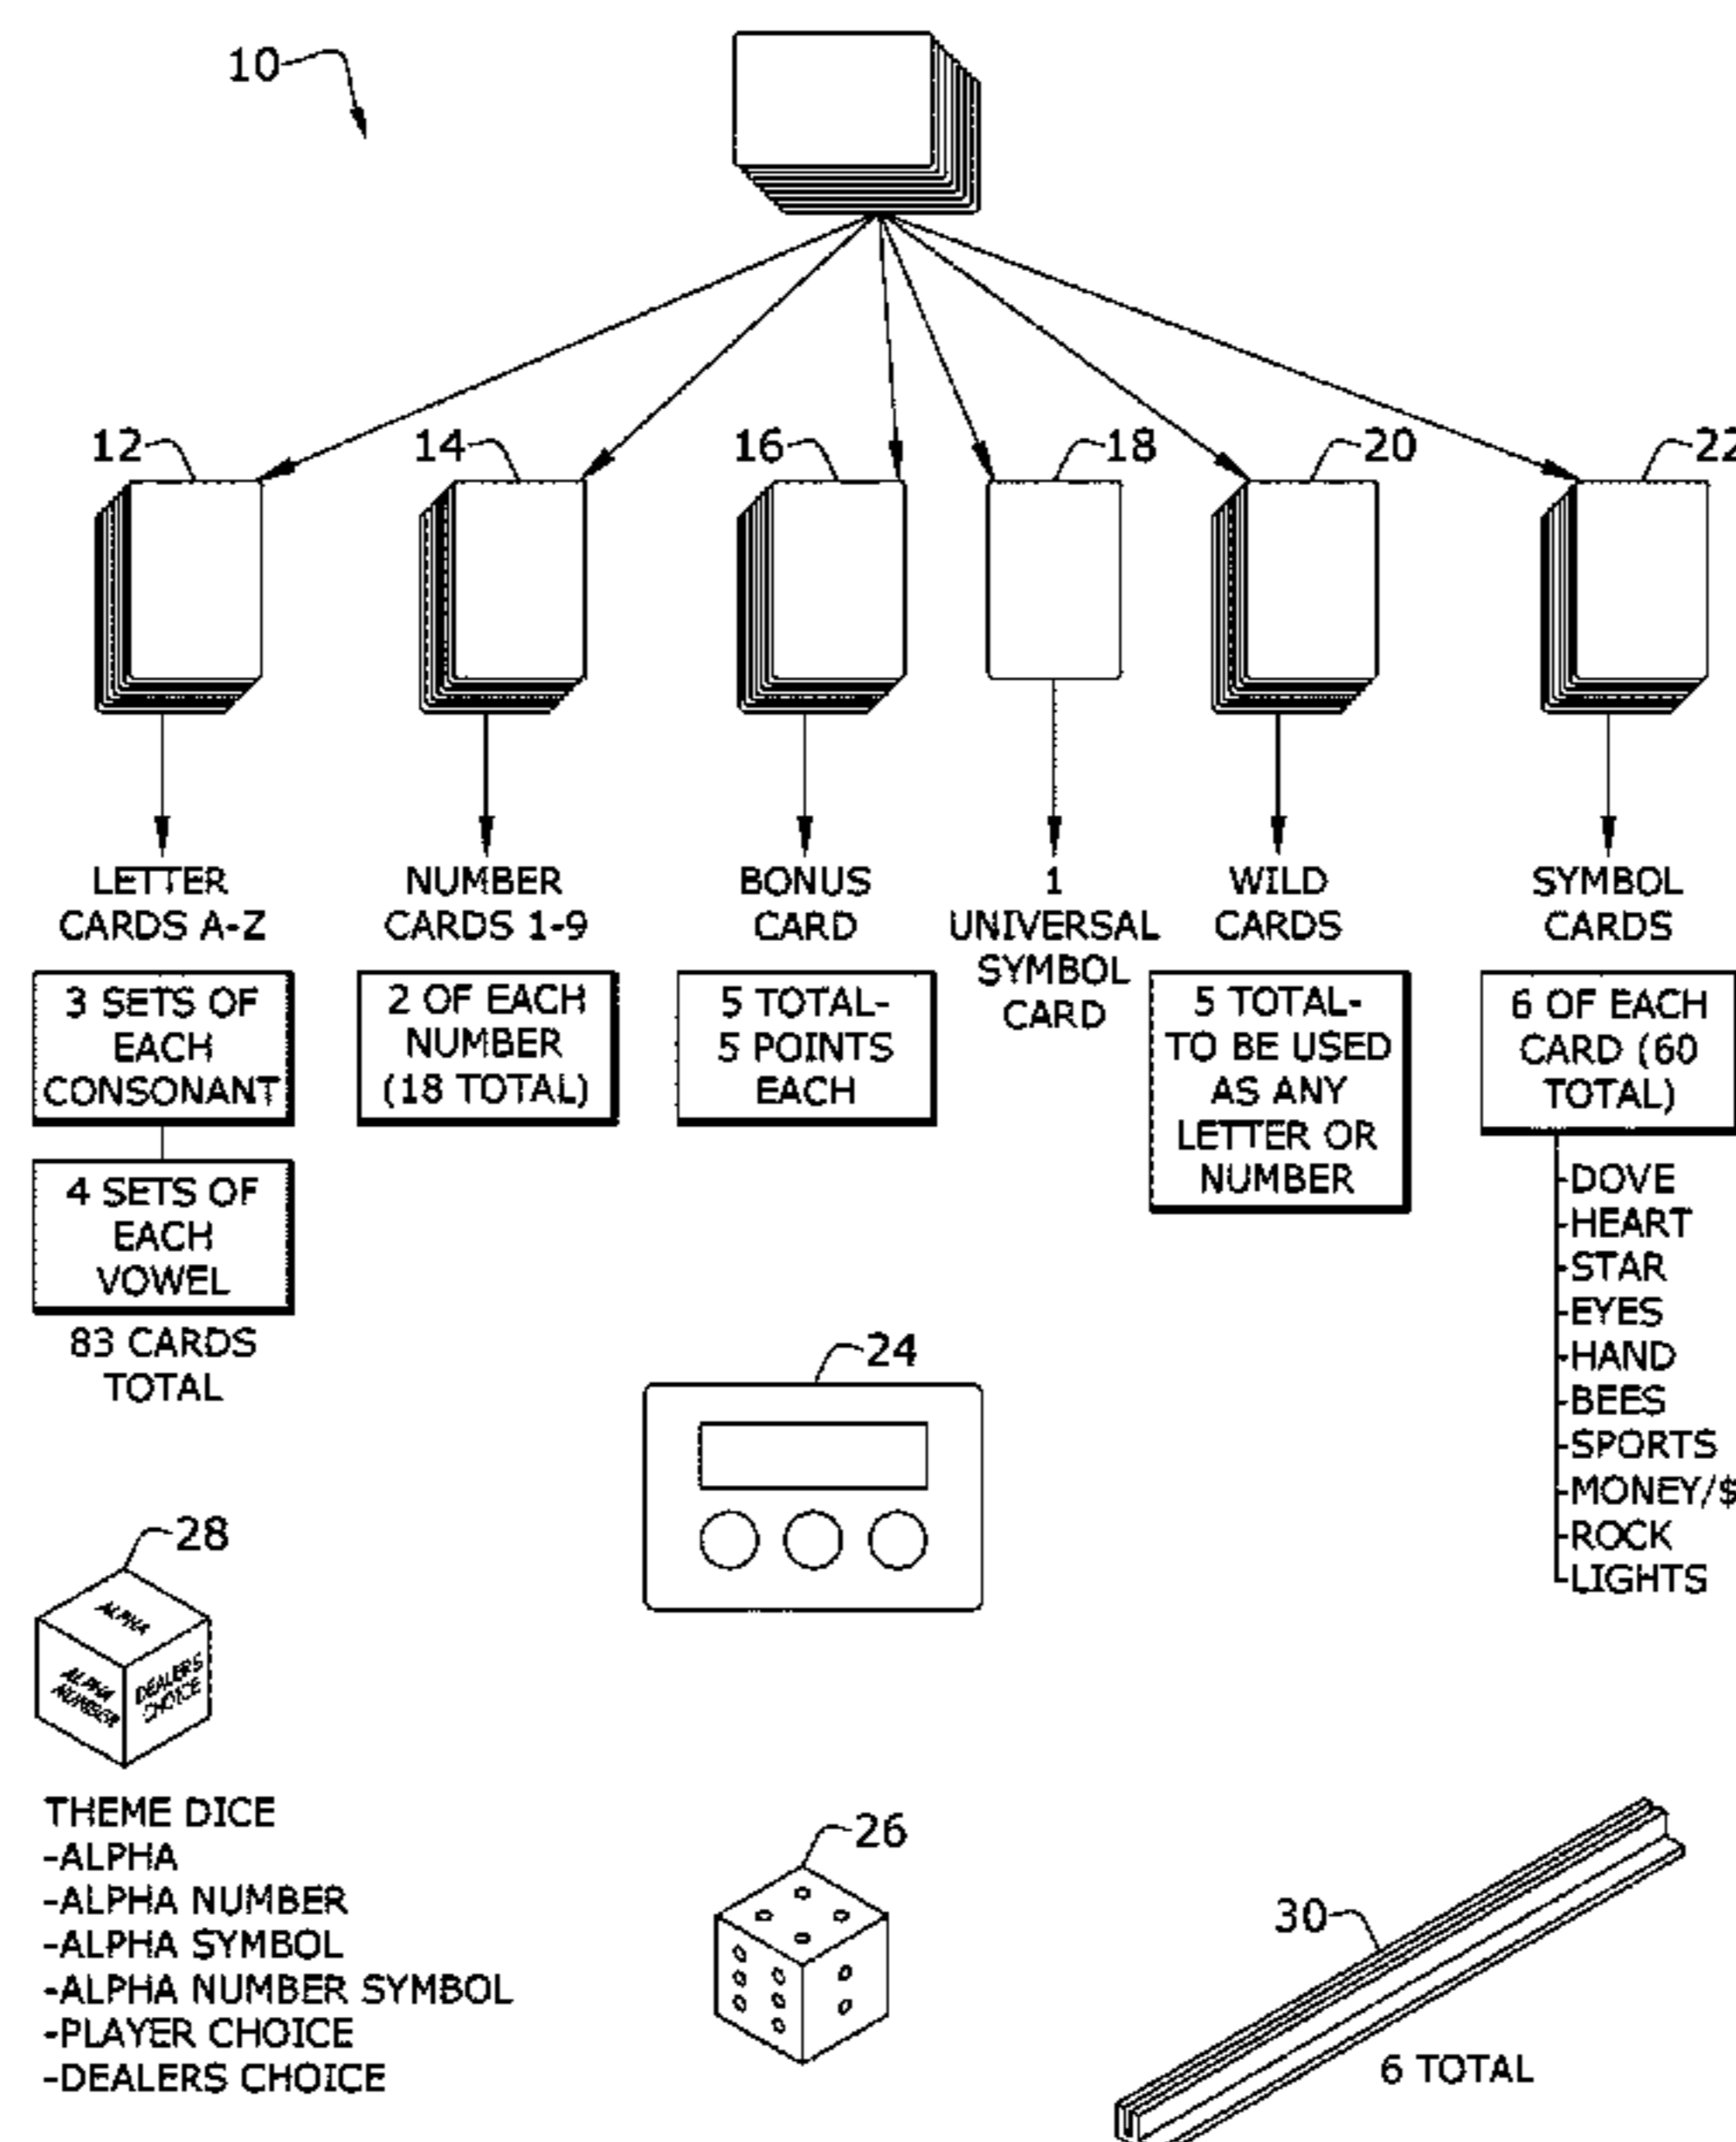 10
12
14
16
18
20
22
LETTER
CARDS A-Z
3 SETS OF
EACH
CONSONANT
4 SETS OF
EACH
VOWEL
83 CARDS
TOTAL
NUMBER
CARDS 1-9
2 OF EACH
NUMBER
(18 TOTAL)
BONUS
CARD
5 TOTAL-
5 POINTS
EACH
1
UNIVERSAL
SYMBOL
CARD
WILD
CARDS
5 TOTAL-
TO BE USED
AS ANY
LETTER OR
NUMBER
SYMBOL
CARDS
6 OF EACH
CARD (60
TOTAL)
DOVE
HEART
STAR
EYES
HAND
BEES
SPORTS
MONEY/$
ROCK
LIGHTS
24
28
ALPHA
ALPHA
NUMBER
DEALERS
CHOICE
THEME DICE
-ALPHA
-ALPHA NUMBER
-ALPHA SYMBOL
-ALPHA NUMBER SYMBOL
-PLAYER CHOICE
-DEALERS CHOICE
26
30
6 TOTAL